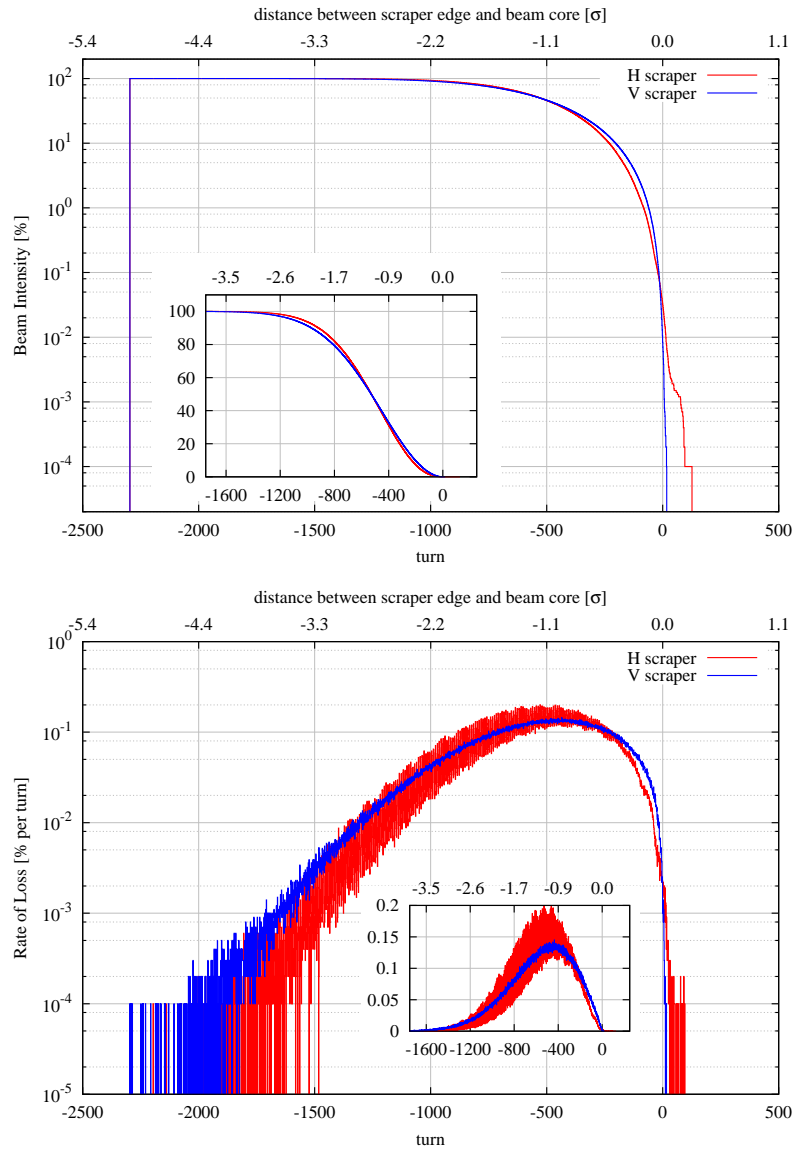 distance between scraper edge and beam core [σ]
-5.4 -4.4 -3.3 -2.2 -1.1 0.0 1.1
10^2
10^1
10^0
10^-1
10^-2
10^-3
10^-4
Beam Intensity [%]
H scraper
V scraper
-3.5 -2.6 -1.7 -0.9 0.0
100
80
60
40
20
0
-1600 -1200 -800 -400 0
-2500 -2000 -1500 -1000 -500 0 500
turn
distance between scraper edge and beam core [σ]
-5.4 -4.4 -3.3 -2.2 -1.1 0.0 1.1
10^0
10^-1
10^-2
10^-3
10^-4
10^-5
Rate of Loss [% per turn]
H scraper
V scraper
-3.5 -2.6 -1.7 -0.9 0.0
0.2
0.15
0.1
0.05
0
-1600 -1200 -800 -400 0
-2500 -2000 -1500 -1000 -500 0 500
turn